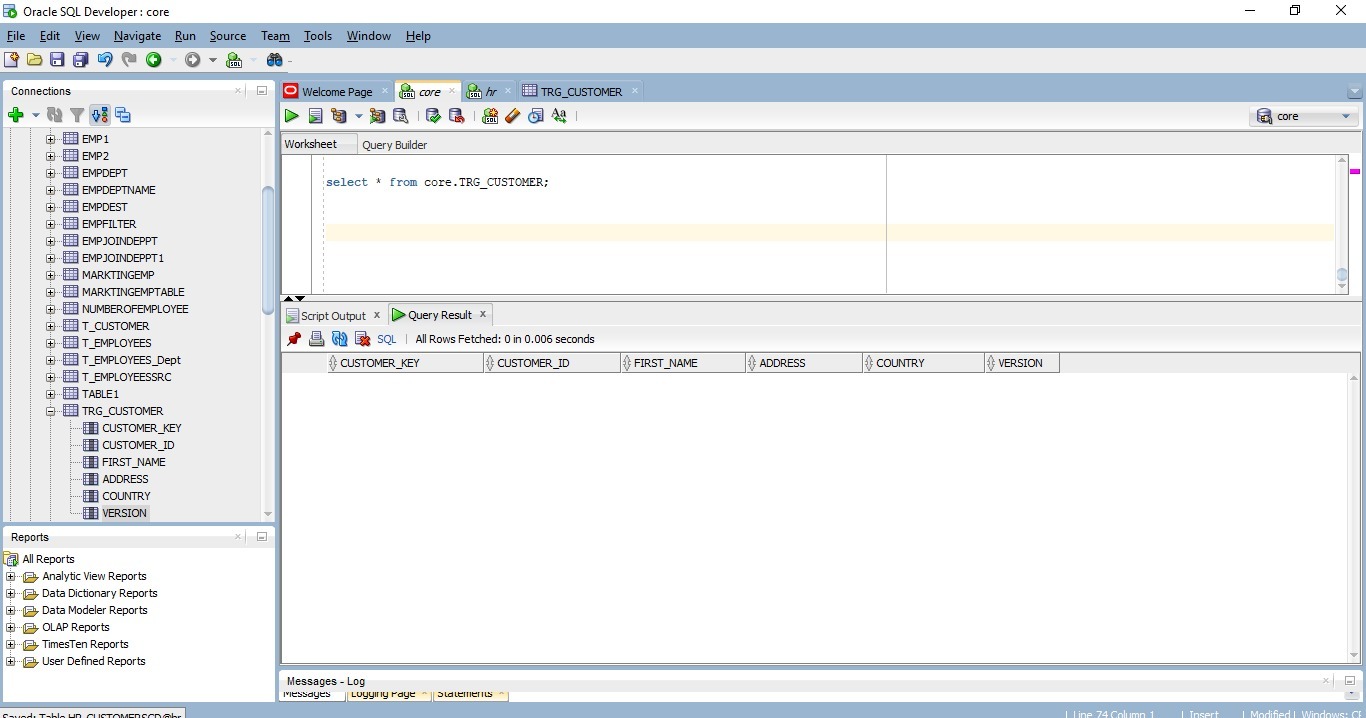 Oracle SQL Developer : core
File Edit View Navigate Run Source Team Tools Window Help
Connections
EMP1
EMP2
EMPDEPT
EMPDEPTNAME
EMPDEST
EMPFILTER
EMPJOINDEPPT
EMPJOINDEPPT1
MARKTINGEMP
MARKTINGEMPTABLE
NUMBEROFEMPLOYEE
T_CUSTOMER
T_EMPLOYEES
T_EMPLOYEES_Dept
T_EMPLOYEESSRC
TABLE1
TRG_CUSTOMER
CUSTOMER_KEY
CUSTOMER_ID
FIRST_NAME
ADDRESS
COUNTRY
VERSION
Reports
All Reports
Analytic View Reports
Data Dictionary Reports
Data Modeler Reports
OLAP Reports
TimesTen Reports
User Defined Reports
Welcome Page core hr TRG_CUSTOMER
core
Worksheet Query Builder
select * from core.TRG_CUSTOMER;
Script Output Query Result
SQL All Rows Fetched: 0 in 0.006 seconds
CUSTOMER_KEY CUSTOMER_ID FIRST_NAME ADDRESS COUNTRY VERSION
Messages - Log
Messages Logging Page Statements
Saved: Table HR_CUSTOMERSCD@hr
Line 74 Column 1 Insert Modified Windows: